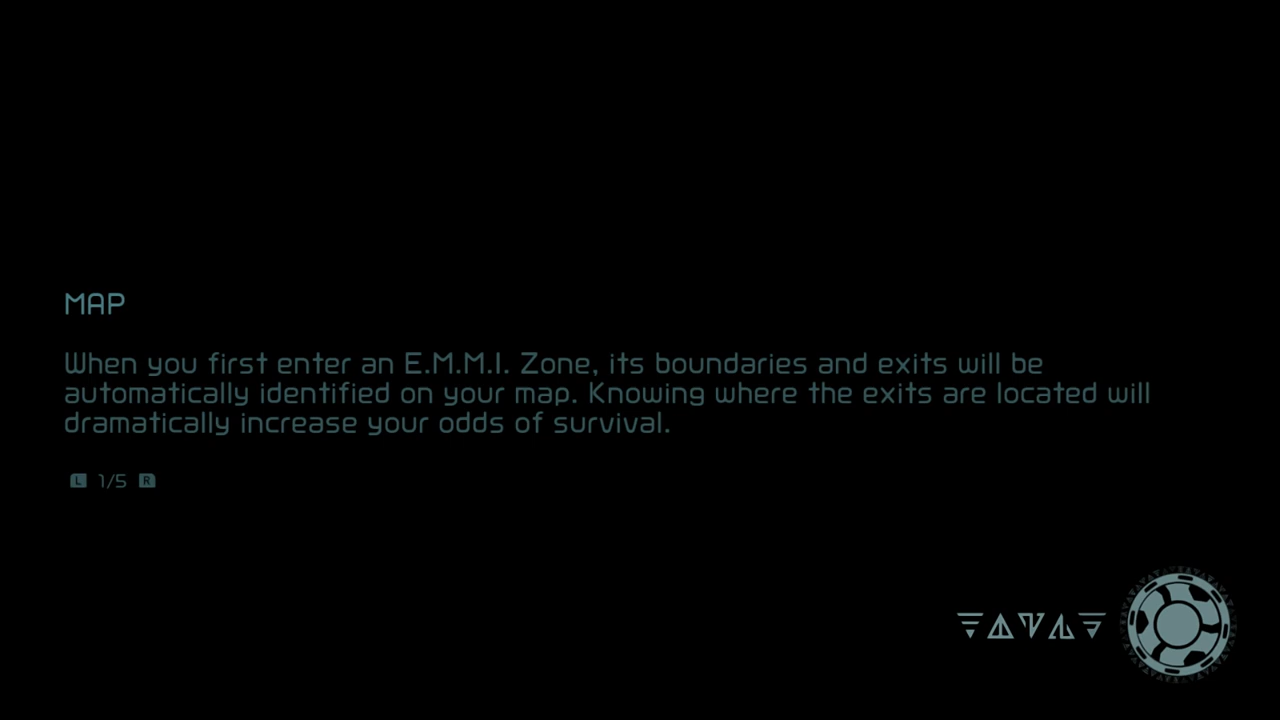 MAP
When you first enter an E.M.M.I. Zone, its boundaries and exits will be
automatically identified on your map. Knowing where the exits are located will
dramatically increase your odds of survival.
L 1/5 R